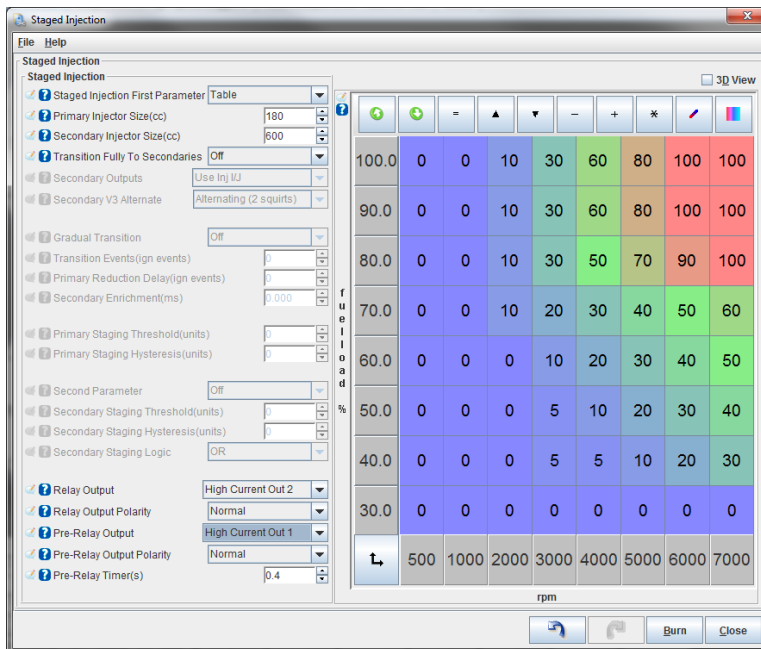 Staged Injection
File Help
Staged Injection
Staged Injection
3D View
Staged Injection First Parameter Table
Primary Injector Size(cc) 180
Secondary Injector Size(cc) 600
Transition Fully To Secondaries Off
Secondary Outputs Use Inj I/J
Secondary V3 Alternate Alternating (2 squirts)
Gradual Transition Off
Transition Events(ign events) 0
Primary Reduction Delay(ign events) 0
Secondary Enrichment(ms) 0.000
Primary Staging Threshold(units) 0
Primary Staging Hysteresis(units) 0
Second Parameter Off
Secondary Staging Threshold(units) 0
Secondary Staging Hysteresis(units) 0
Secondary Staging Logic OR
Relay Output High Current Out 2
Relay Output Polarity Normal
Pre-Relay Output High Current Out 1
Pre-Relay Output Polarity Normal
Pre-Relay Timer(s) 0.4
= - + *
fuelload %
100.0 0 0 10 30 60 80 100 100
90.0 0 0 10 30 60 80 100 100
80.0 0 0 10 30 50 70 90 100
70.0 0 0 10 20 30 40 50 60
60.0 0 0 0 10 20 30 40 50
50.0 0 0 0 5 10 20 30 40
40.0 0 0 0 5 5 10 20 30
30.0 0 0 0 0 0 0 0 0
500 1000 2000 3000 4000 5000 6000 7000
rpm
Burn Close